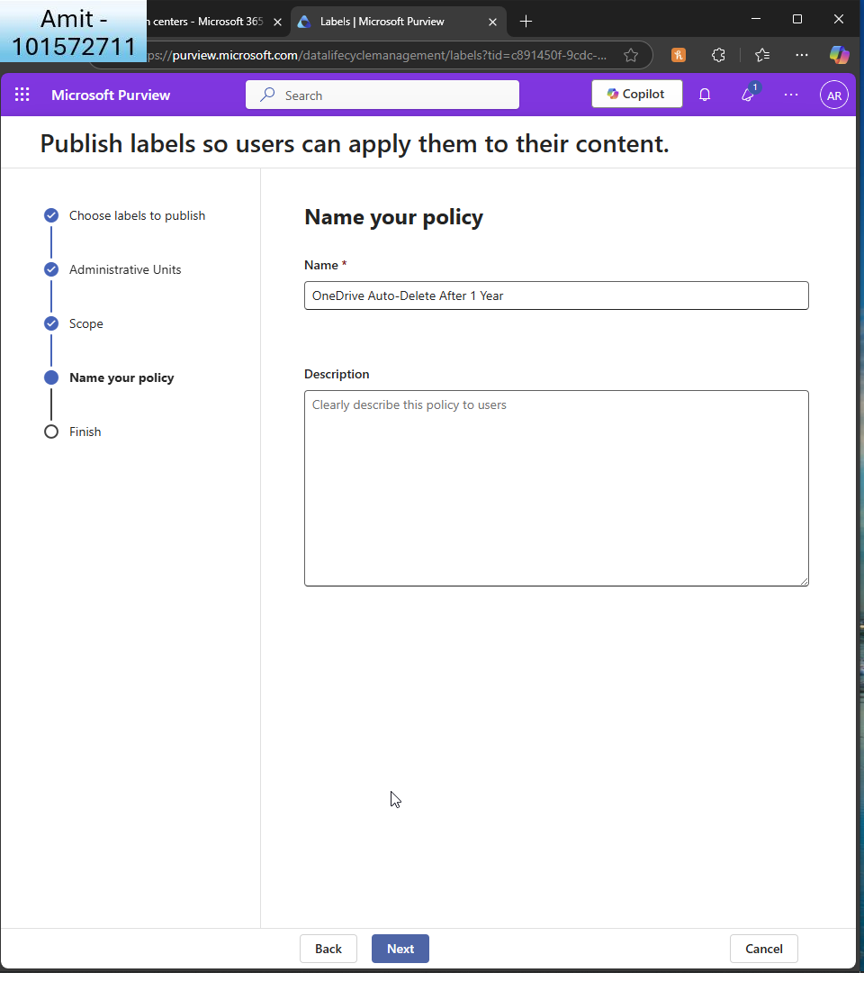 Amit -
101572711
n centers - Microsoft 365
Labels | Microsoft Purview
ps://purview.microsoft.com/datalifecyclemanagement/labels?tid=c891450f-9cdc-...
Microsoft Purview
Search
Copilot
1
AR
Publish labels so users can apply them to their content.
Choose labels to publish
Administrative Units
Scope
Name your policy
Finish
Name your policy
Name *
OneDrive Auto-Delete After 1 Year
Description
Clearly describe this policy to users
Back
Next
Cancel